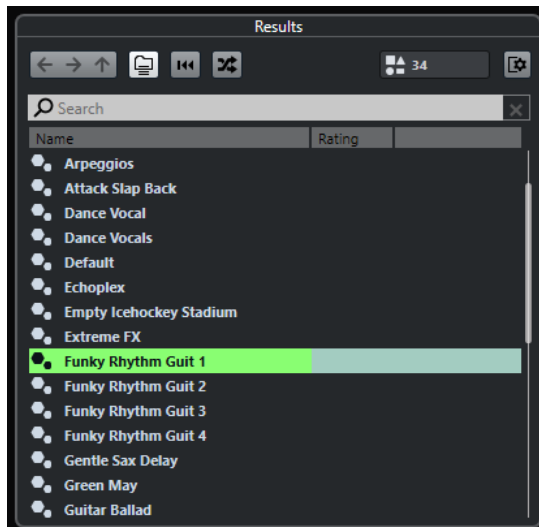 Results
34
Search
Name Rating
Arpeggios
Attack Slap Back
Dance Vocal
Dance Vocals
Default
Echoplex
Empty Icehockey Stadium
Extreme FX
Funky Rhythm Guit 1
Funky Rhythm Guit 2
Funky Rhythm Guit 3
Funky Rhythm Guit 4
Gentle Sax Delay
Green May
Guitar Ballad